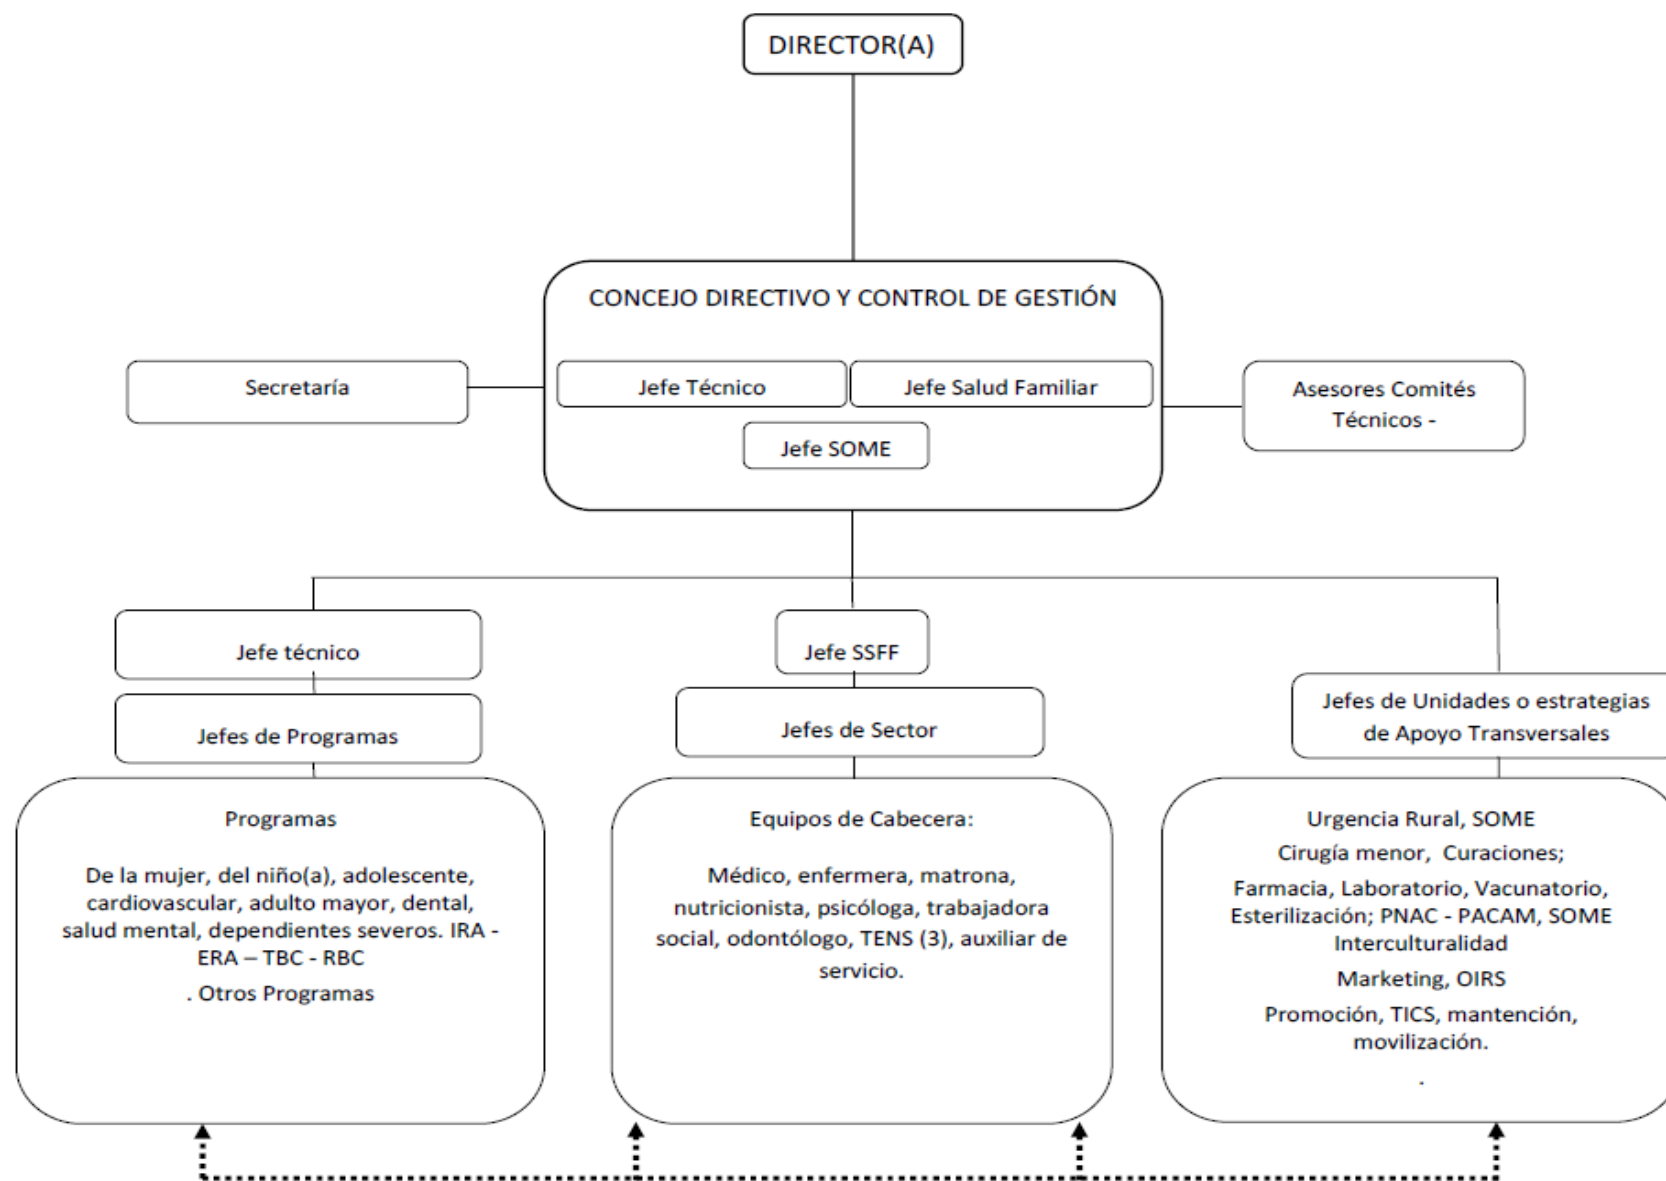 DIRECTOR(A)
CONCEJO DIRECTIVO Y CONTROL DE GESTIÓN
Secretaría
Jefe Técnico
Jefe Salud Familiar
Asesores Comités
Técnicos -
Jefe SOME
Jefe técnico
Jefes de Programas
Programas
De la mujer, del niño(a), adolescente,
cardiovascular, adulto mayor, dental,
salud mental, dependientes severos. IRA -
ERA – TBC - RBC
. Otros Programas
Jefe SSFF
Jefes de Sector
Equipos de Cabecera:
Médico, enfermera, matrona,
nutricionista, psicóloga, trabajadora
social, odontólogo, TENS (3), auxiliar de
servicio.
Jefes de Unidades o estrategias
de Apoyo Transversales
Urgencia Rural, SOME
Cirugía menor, Curaciones;
Farmacia, Laboratorio, Vacunatorio,
Esterilización; PNAC - PACAM, SOME
Interculturalidad
Marketing, OIRS
Promoción, TICS, mantención,
movilización.
.